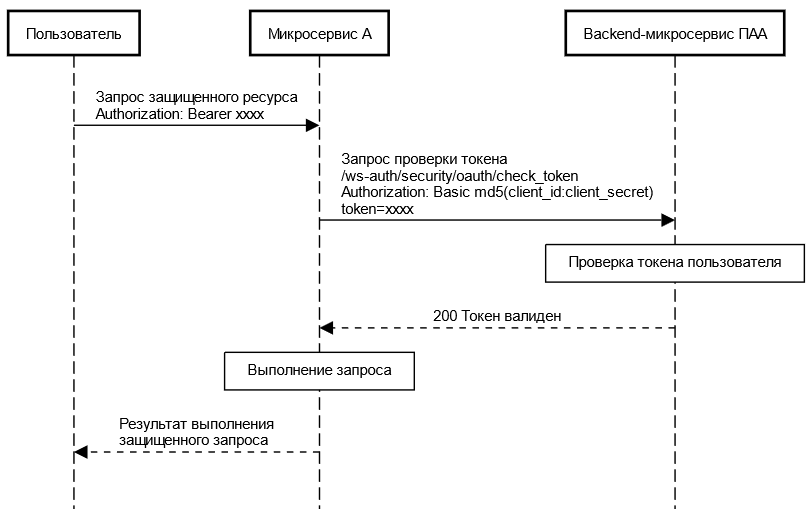 Пользователь
Микросервис А
Backend-микросервис ПАА
Запрос защищенного ресурса
Authorization: Bearer xxxx
Запрос проверки токена
/ws-auth/security/oauth/check_token
Authorization: Basic md5(client_id:client_secret)
token=xxxx
Проверка токена пользователя
200 Токен валиден
Выполнение запроса
Результат выполнения
защищенного запроса